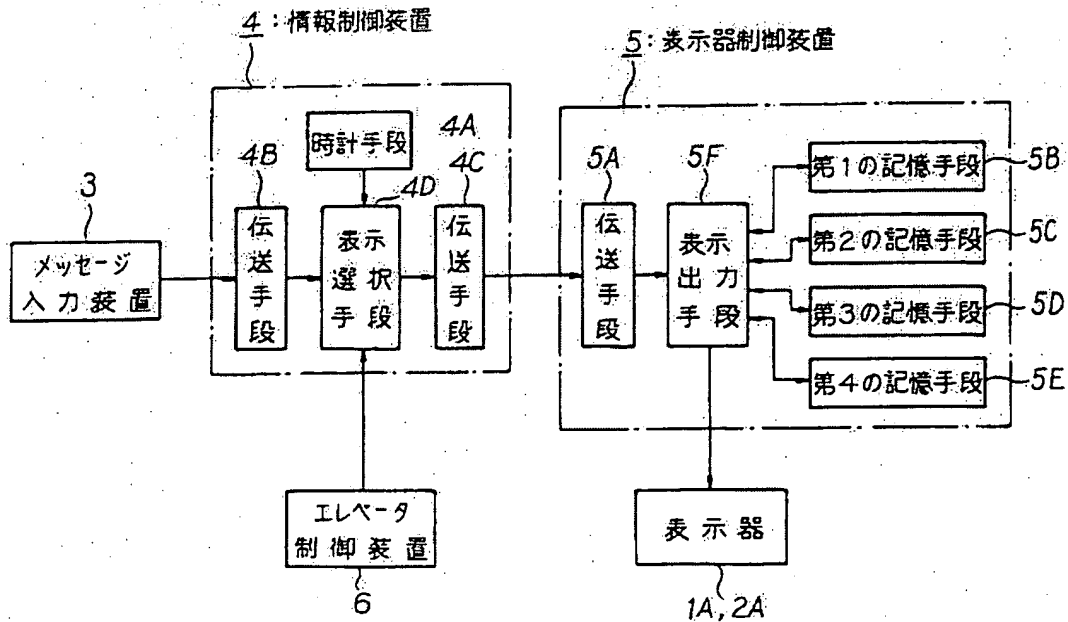 4:情報制御装置
5:表示器制御装置
時計手段
4A
4B
4D
4C
3
メッセージ
入力装置
伝送手段
表示
選択
手段
伝送手段
5A
5F
伝送手段
表示
出力
手段
第1の記憶手段
5B
第2の記憶手段
5C
第3の記憶手段
5D
第4の記憶手段
5E
エレベータ
制御装置
6
表示器
1A,2A